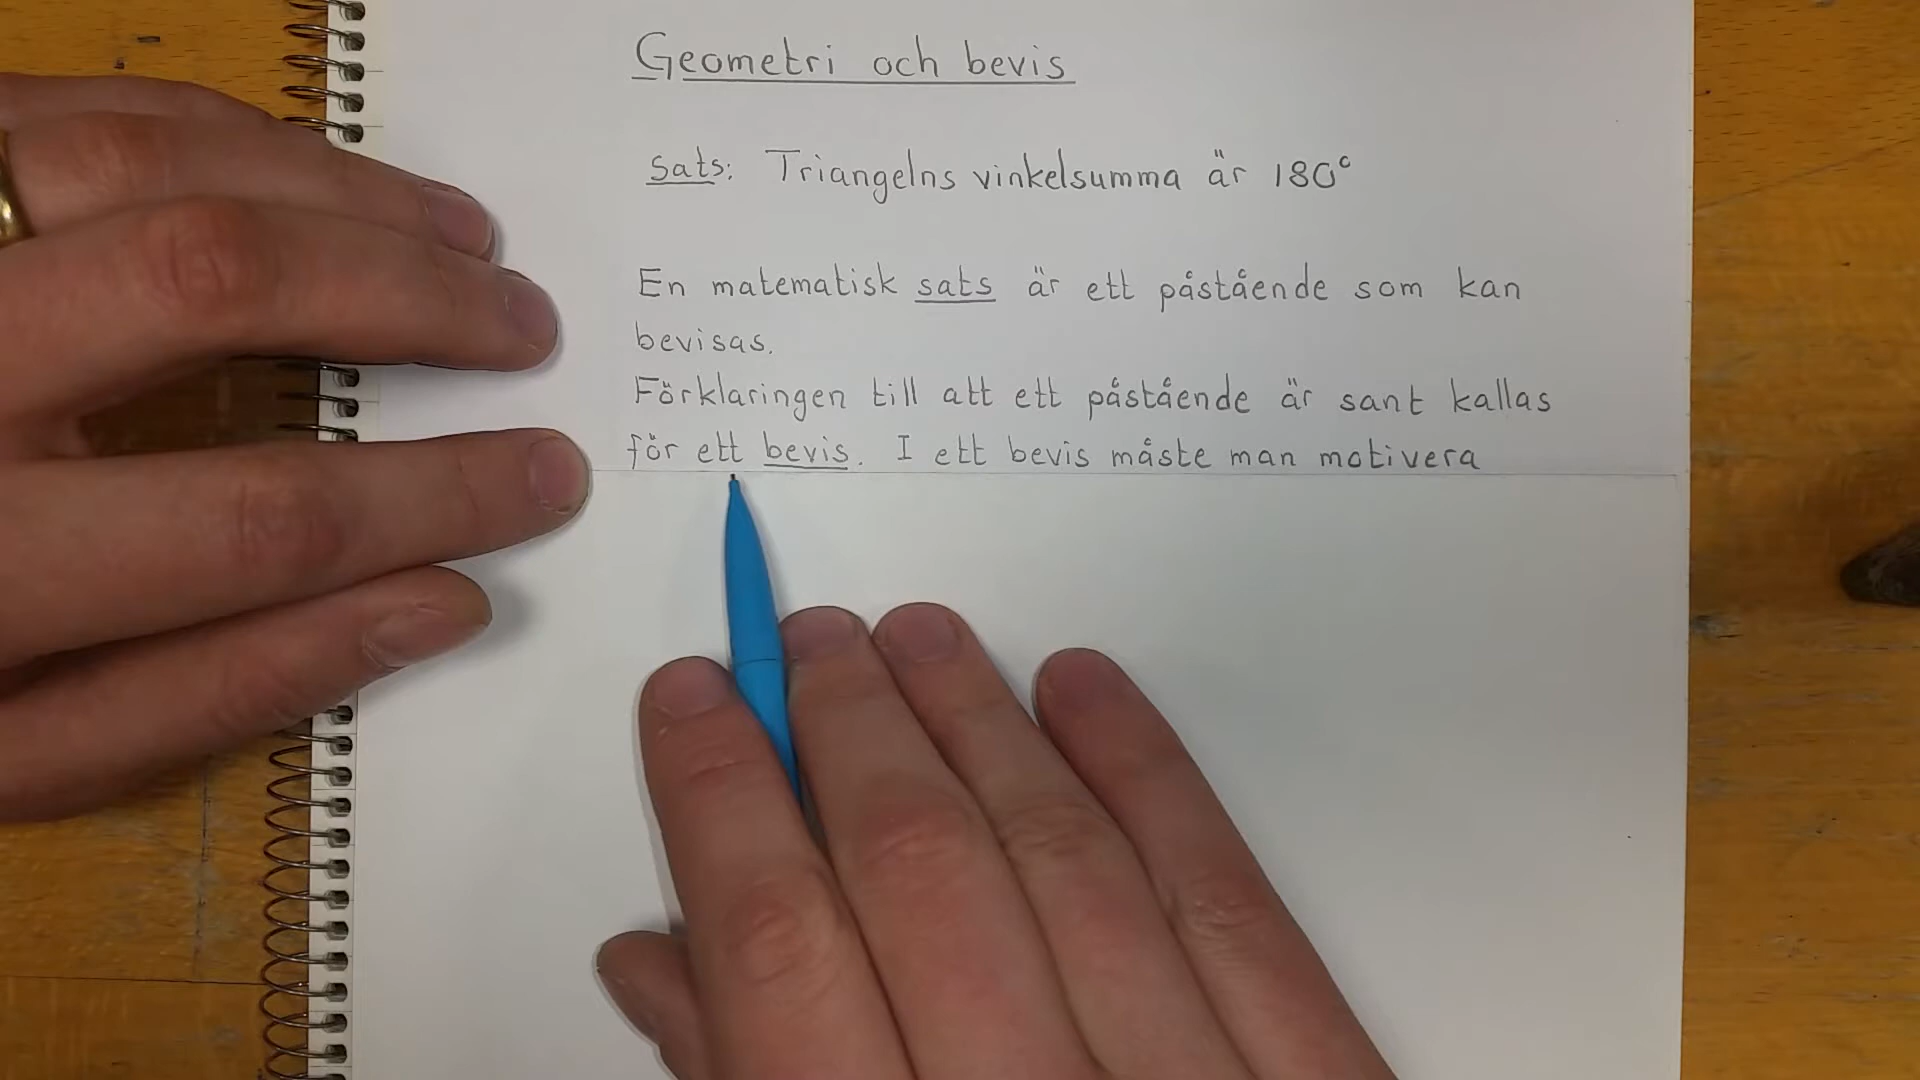 Geometri och bevis
Sats: Triangelns vinkelsumma är 180°
En matematisk sats är ett påstående som kan
bevisas.
Förklaringen till att ett påstående är sant kallas
för ett bevis. I ett bevis måste man motivera